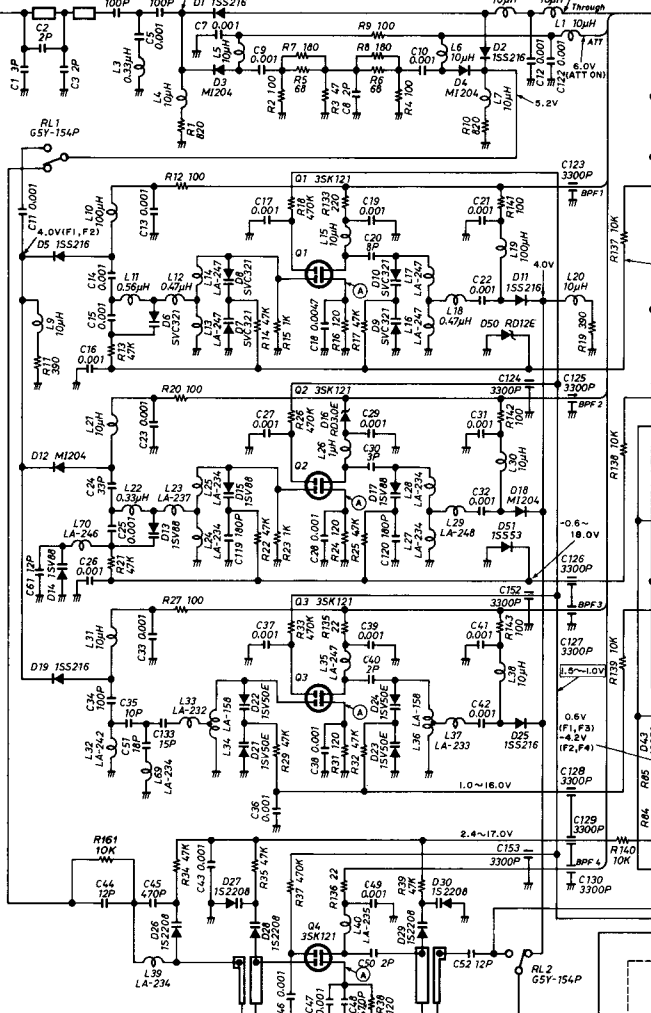 100P
100P
D1 1SS216
10μH
10μH
Through
C2
2P
C1 3P
C3 2P
C5
0.001
L3
0.33μH
C7 0.001
R9 100
L1 10μH
ATT
L5
10μH
C9
0.001
R7 180
R5
68
R8 180
R6
68
C10
0.001
L6
10μH
D2
1SS216
C12 0.001
C122 0.001
6.0V
(ATT ON)
D3
MI204
D4
MI204
L4
10μH
R1
820
R2 100
R3 47
C8 2P
R4 100
L7
10μH
R10
820
5.2V
RL1
G5Y-154P
R12 100
Q1 3SK121
C123
3300P
BPF1
C11 0.001
4.0V(F1,F2)
D5 1SS216
L10
100μH
C13 0.001
C17
0.001
R18
470K
R133
220
L15
10μH
C19
0.001
C20
8P
C21
0.001
R141
100
L19
100μH
R137 10K
C14
0.001
L11
0.56μH
L12
0.47μH
L14
LA-247
D8
SVC321
Q1
A
D10
SVC321
L17
LA-247
C22
0.001
D11
1SS216
4.0V
L20
10μH
C15
0.001
D6
SVC321
L13
LA-247
D7
SVC321
R14 47K
R15 1K
C18 0.0047
R16 120
R17 47K
D9
SVC321
L16
LA-247
L18
0.47μH
D50 RD12E
R19 390
L9
10μH
R11
390
C16
0.001
R13
47K
R20 100
Q2 3SK121
C124
3300P
C125
3300P
BPF2
L21
10μH
C23 0.001
C27
0.001
R26
470K
D16
RD3.0E
L26
1μH
C29
0.001
C30
3P
C31
0.001
R142
100
L30
10μH
R138 10K
D12 MI204
C24
33P
L22
0.33μH
L23
LA-237
L25
LA-234
D15
1SV88
Q2
A
D17
1SV88
L28
LA-234
C32
0.001
D18
MI204
L70
LA-246
C25
0.001
D13
1SV88
L24
LA-234
C119 180P
R22 47K
R23 1K
C28 0.001
R24 120
R25 47K
C120 180P
L27
LA-234
L29
LA-248
D51
1SS53
-0.6~
18.0V
C61 12P
D14 1SV88
C26
0.001
R21
47K
C126
3300P
R27 100
Q3 3SK121
C152
3300P
BPF3
C127
3300P
L31
10μH
C33 0.001
C37
0.001
R33
470K
R135
22
L35
LA-247
C39
0.001
C40
2P
C41
0.001
R143
100
L38
10μH
R139 10K
1.5~1.0V
D19 1SS216
C34
100P
C35
10P
L33
LA-232
LA-158
D22
1SV50E
Q3
A
D24
1SV50E
LA-158
C42
0.001
D25
1SS216
0.6V
(F1,F3)
-4.2V
(F2,F4)
L32
LA-242
C51
18P
C133
15P
L69
LA-234
L34
D21
1SV50E
R29 47K
C38 0.001
R31 120
R32 47K
D23
1SV50E
L36
L37
LA-233
D43
C36
0.001
1.0~16.0V
C128
3300P
R85
R84
R161
10K
2.4~17.0V
C129
3300P
R140
10K
C153
3300P
BPF4
C130
3300P
C44
12P
C45
470P
R34 47K
C43 0.001
D27
1S2208
R35 47K
R37 470K
R136 22
C49
0.001
R39
47K
D30
1S2208
D26
1S2208
D28
1S2208
Q4
3SK121
L40
LA-235
D29
1S2208
L39
LA-234
C50 2P
C52 12P
RL2
G5Y-154P
A
0.001
C47
0.001
C48
R38
120